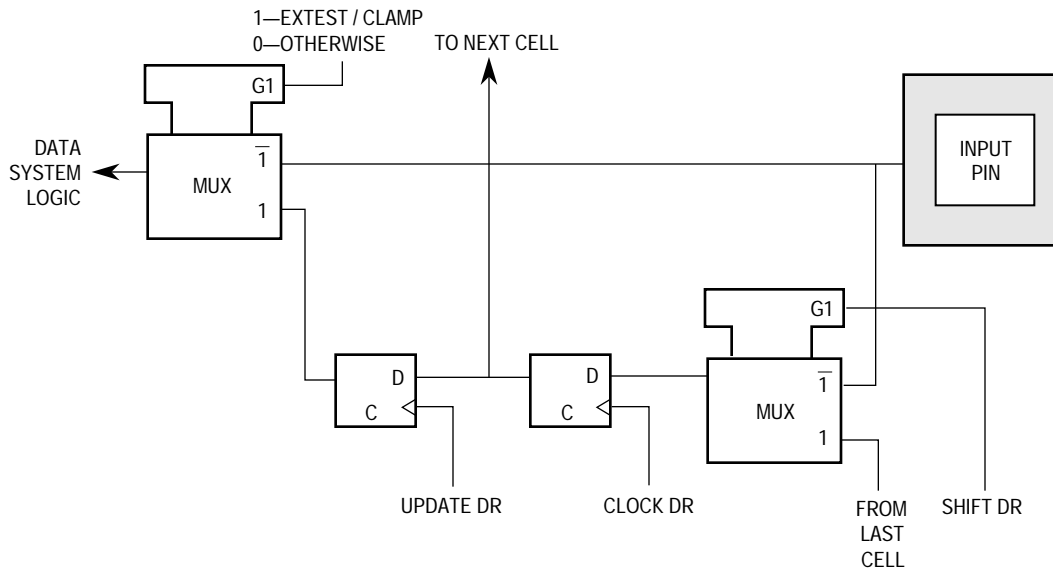 1—EXTEST / CLAMP
0—OTHERWISE
TO NEXT CELL
G1
DATA
SYSTEM
LOGIC
MUX
1̅
1
INPUT
PIN
G1
D
C
D
C
MUX
1̅
1
UPDATE DR
CLOCK DR
FROM
LAST
CELL
SHIFT DR